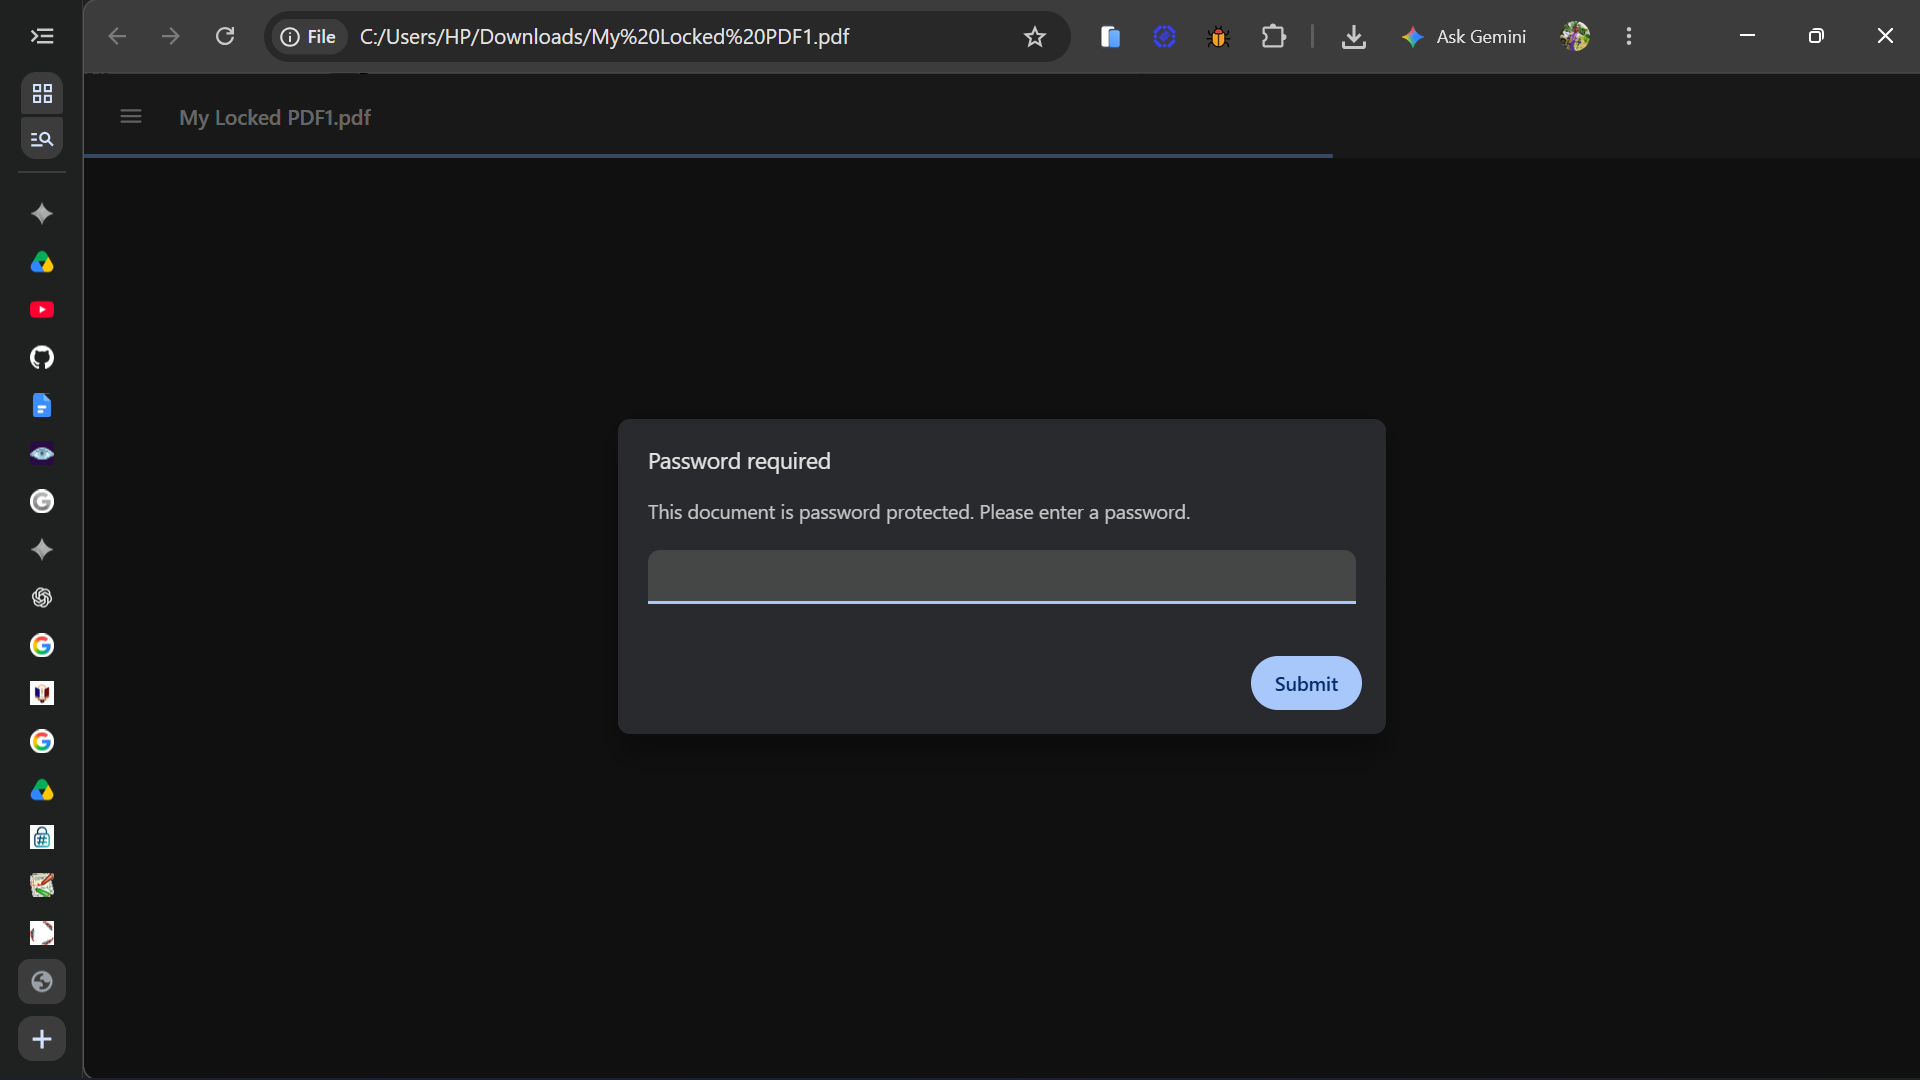 File
C:/Users/HP/Downloads/My%20Locked%20PDF1.pdf
Ask Gemini
My Locked PDF1.pdf
Password required
This document is password protected. Please enter a password.
Submit